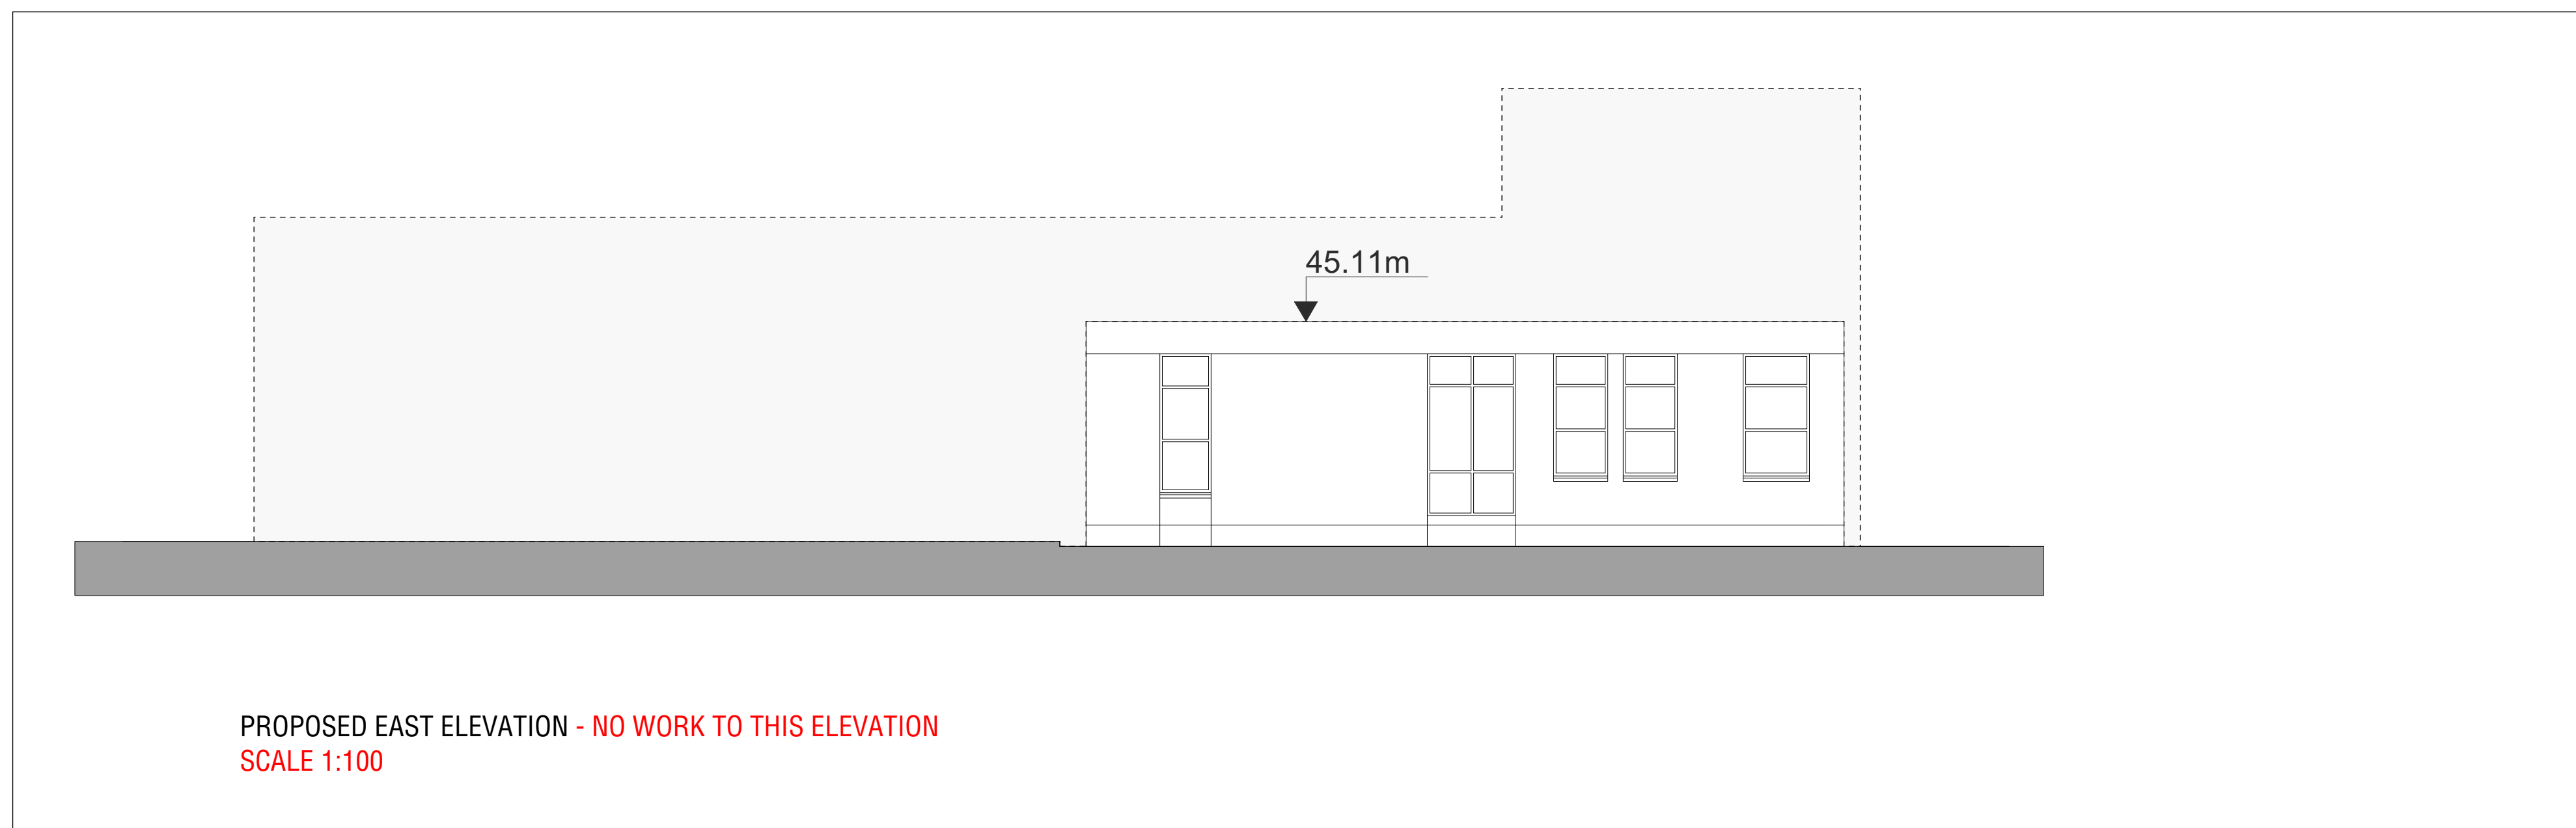 45.11m
PROPOSED EAST ELEVATION - NO WORK TO THIS ELEVATION
SCALE 1:100